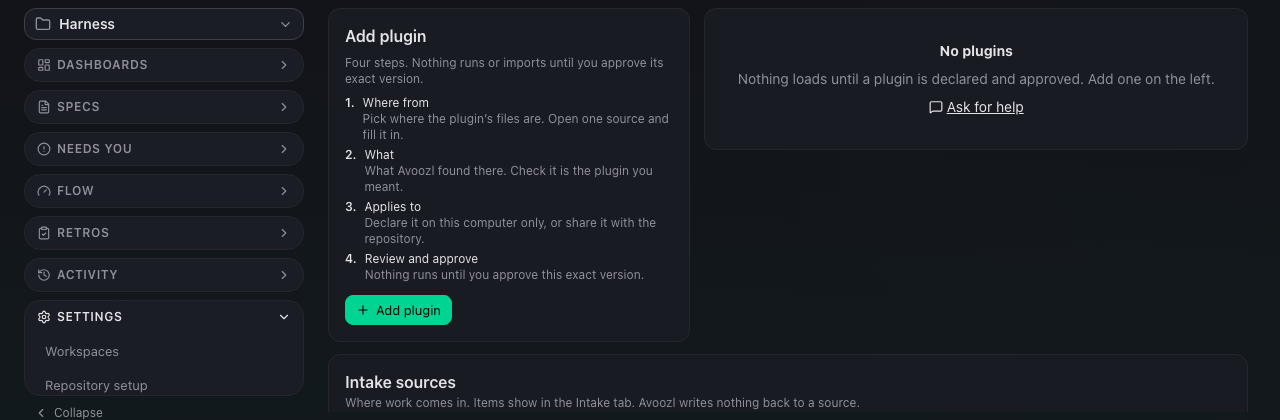 Harness
DASHBOARDS
SPECS
NEEDS YOU
FLOW
RETROS
ACTIVITY
SETTINGS
Workspaces
Repository setup
Collapse
Add plugin
Four steps. Nothing runs or imports until you approve its
exact version.
1. Where from
Pick where the plugin's files are. Open one source and
fill it in.
2. What
What Avoozl found there. Check it is the plugin you
meant.
3. Applies to
Declare it on this computer only, or share it with the
repository.
4. Review and approve
Nothing runs until you approve this exact version.
+ Add plugin
No plugins
Nothing loads until a plugin is declared and approved. Add one on the left.
Ask for help
Intake sources
Where work comes in. Items show in the Intake tab. Avoozl writes nothing back to a source.